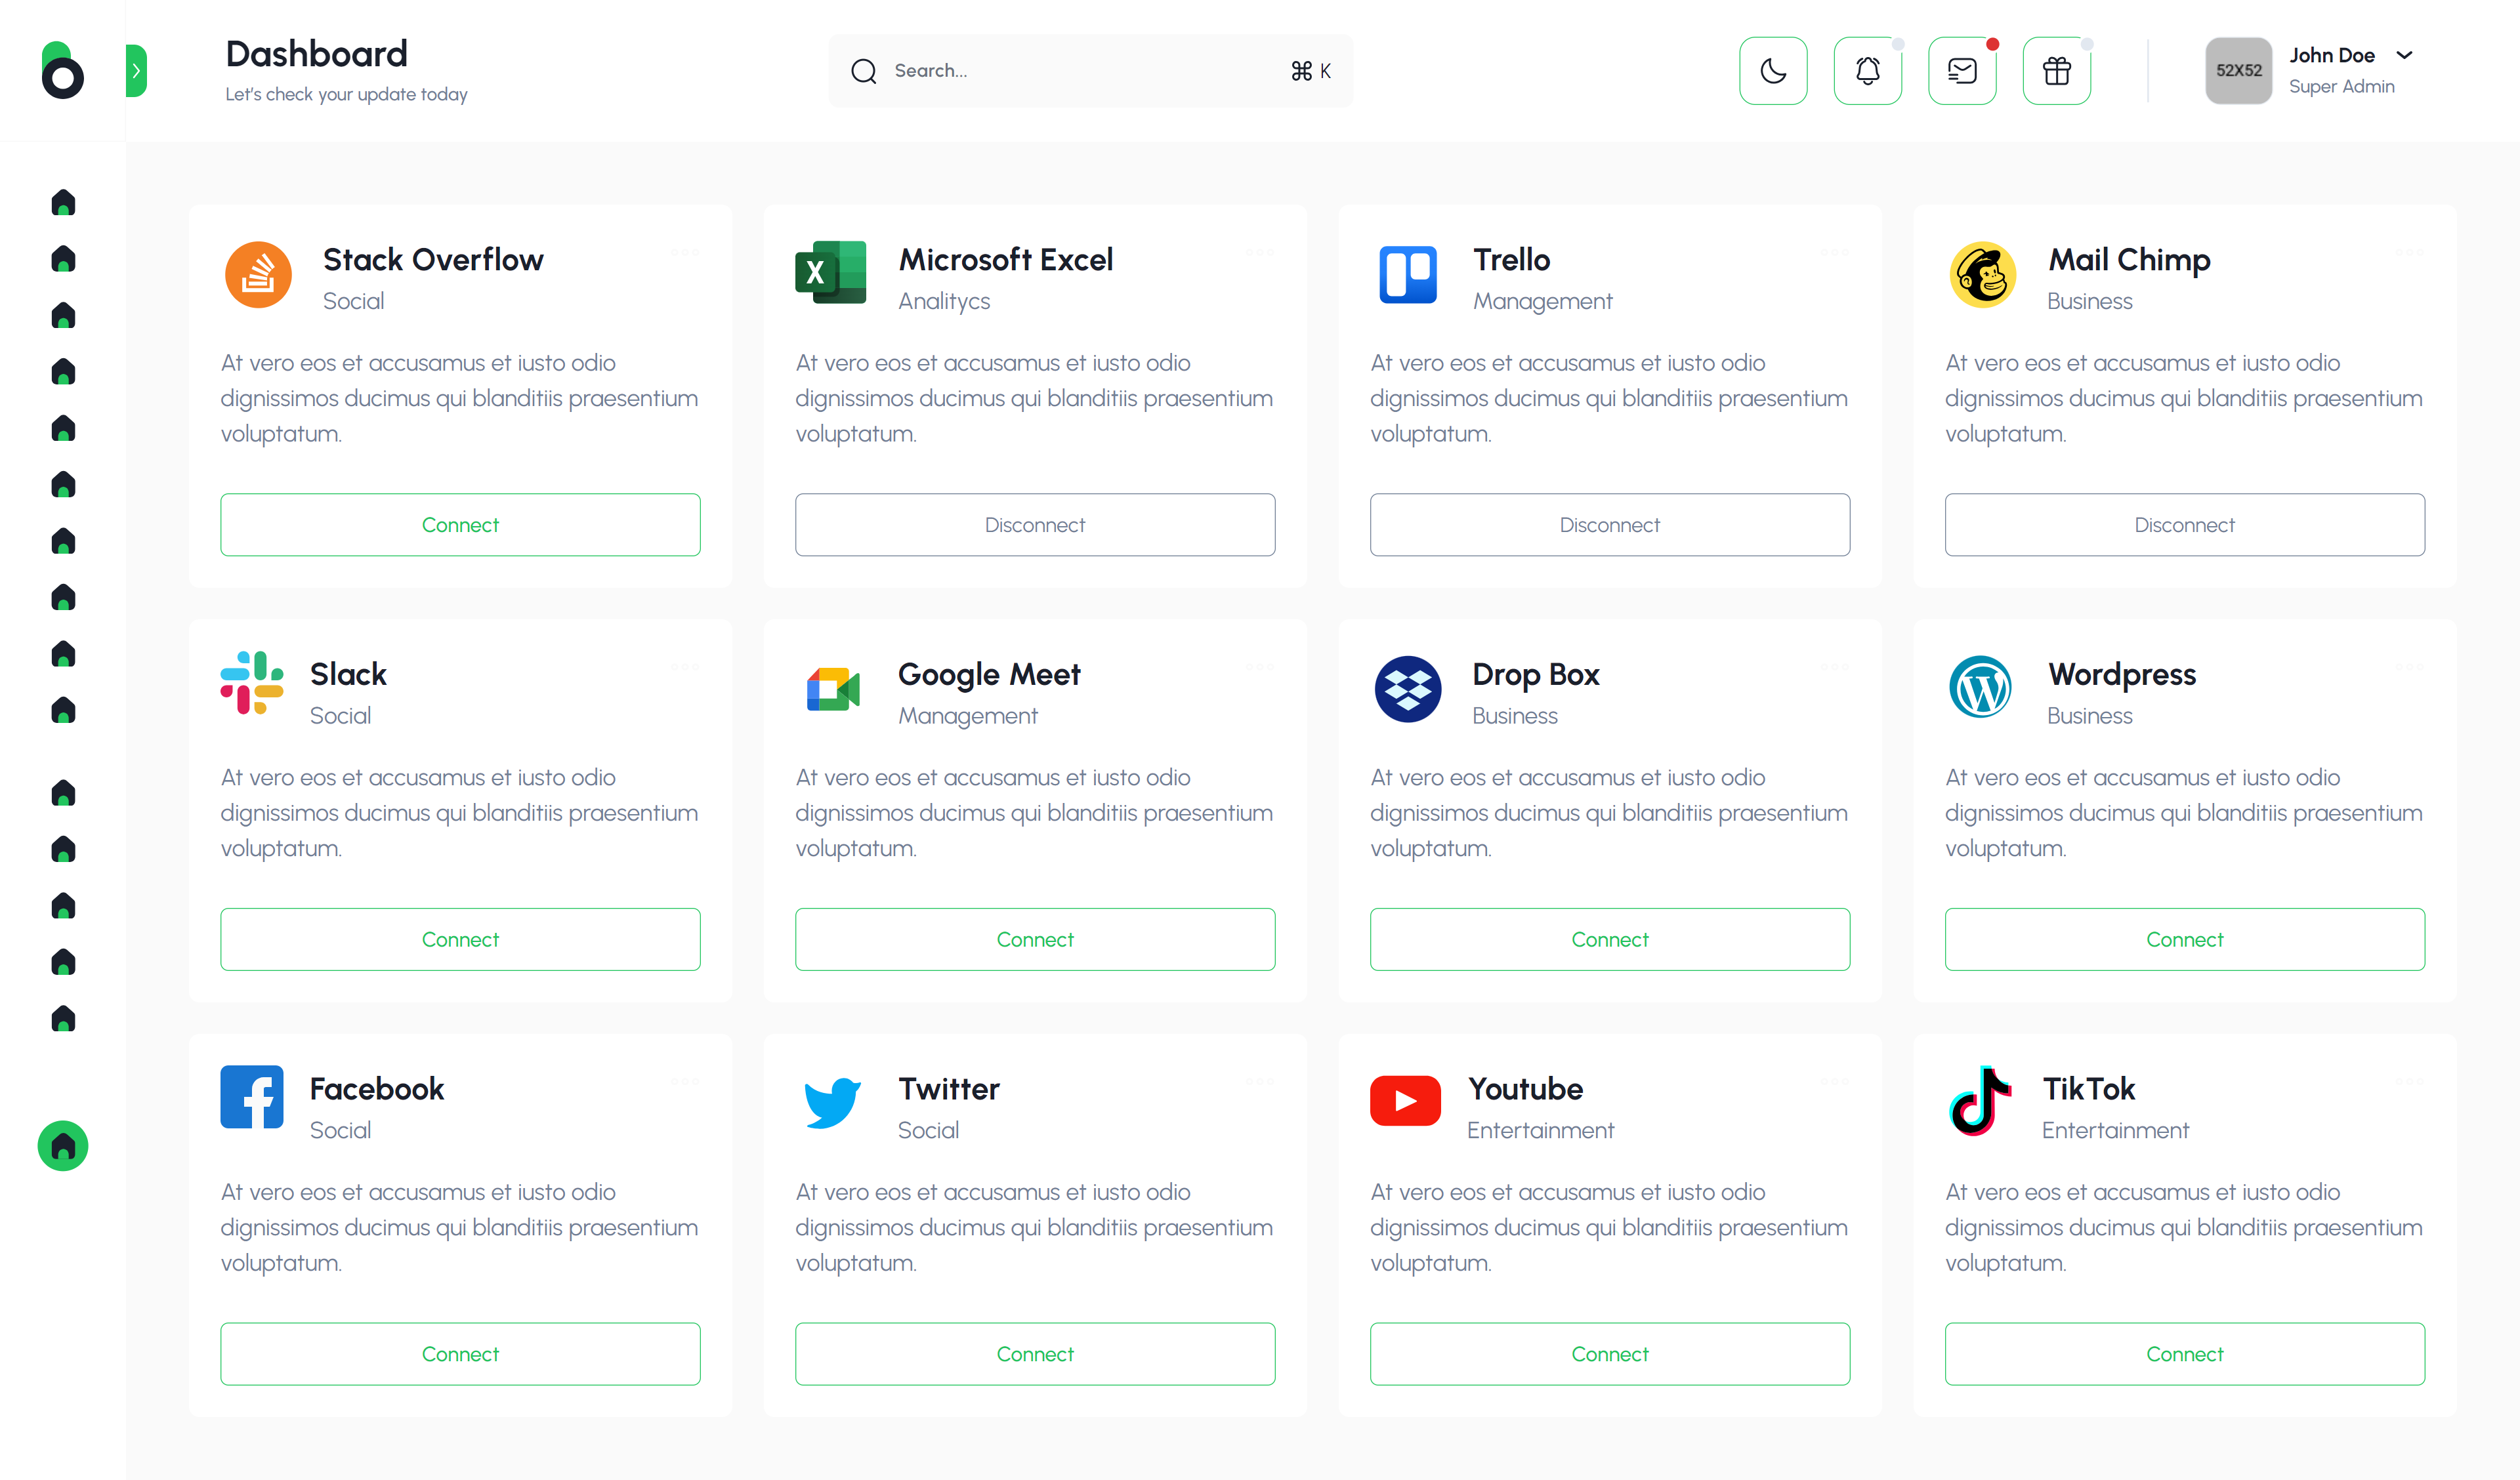 Dashboard
Let's check your update today
Search...
⌘ K
52X52
John Doe
Super Admin
Stack Overflow
Social
At vero eos et accusamus et iusto odio
dignissimos ducimus qui blanditiis praesentium
voluptatum.
Connect
Microsoft Excel
Analitycs
At vero eos et accusamus et iusto odio
dignissimos ducimus qui blanditiis praesentium
voluptatum.
Disconnect
Trello
Management
At vero eos et accusamus et iusto odio
dignissimos ducimus qui blanditiis praesentium
voluptatum.
Disconnect
Mail Chimp
Business
At vero eos et accusamus et iusto odio
dignissimos ducimus qui blanditiis praesentium
voluptatum.
Disconnect
Slack
Social
At vero eos et accusamus et iusto odio
dignissimos ducimus qui blanditiis praesentium
voluptatum.
Connect
Google Meet
Management
At vero eos et accusamus et iusto odio
dignissimos ducimus qui blanditiis praesentium
voluptatum.
Connect
Drop Box
Business
At vero eos et accusamus et iusto odio
dignissimos ducimus qui blanditiis praesentium
voluptatum.
Connect
Wordpress
Business
At vero eos et accusamus et iusto odio
dignissimos ducimus qui blanditiis praesentium
voluptatum.
Connect
Facebook
Social
At vero eos et accusamus et iusto odio
dignissimos ducimus qui blanditiis praesentium
voluptatum.
Connect
Twitter
Social
At vero eos et accusamus et iusto odio
dignissimos ducimus qui blanditiis praesentium
voluptatum.
Connect
Youtube
Entertainment
At vero eos et accusamus et iusto odio
dignissimos ducimus qui blanditiis praesentium
voluptatum.
Connect
TikTok
Entertainment
At vero eos et accusamus et iusto odio
dignissimos ducimus qui blanditiis praesentium
voluptatum.
Connect